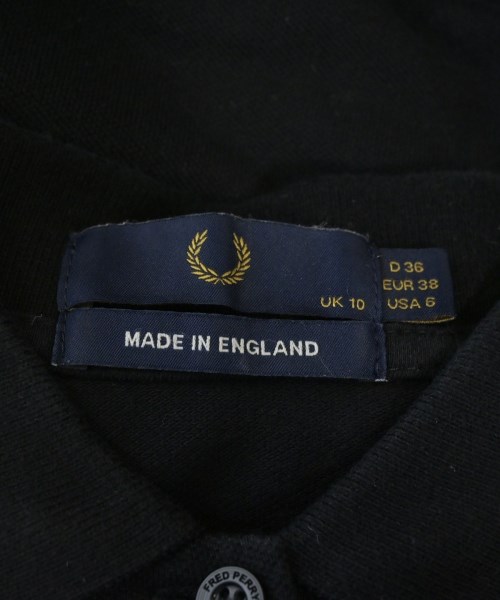 UK 10
D 36
EUR 38
USA 6
MADE IN ENGLAND
FRED PERRY